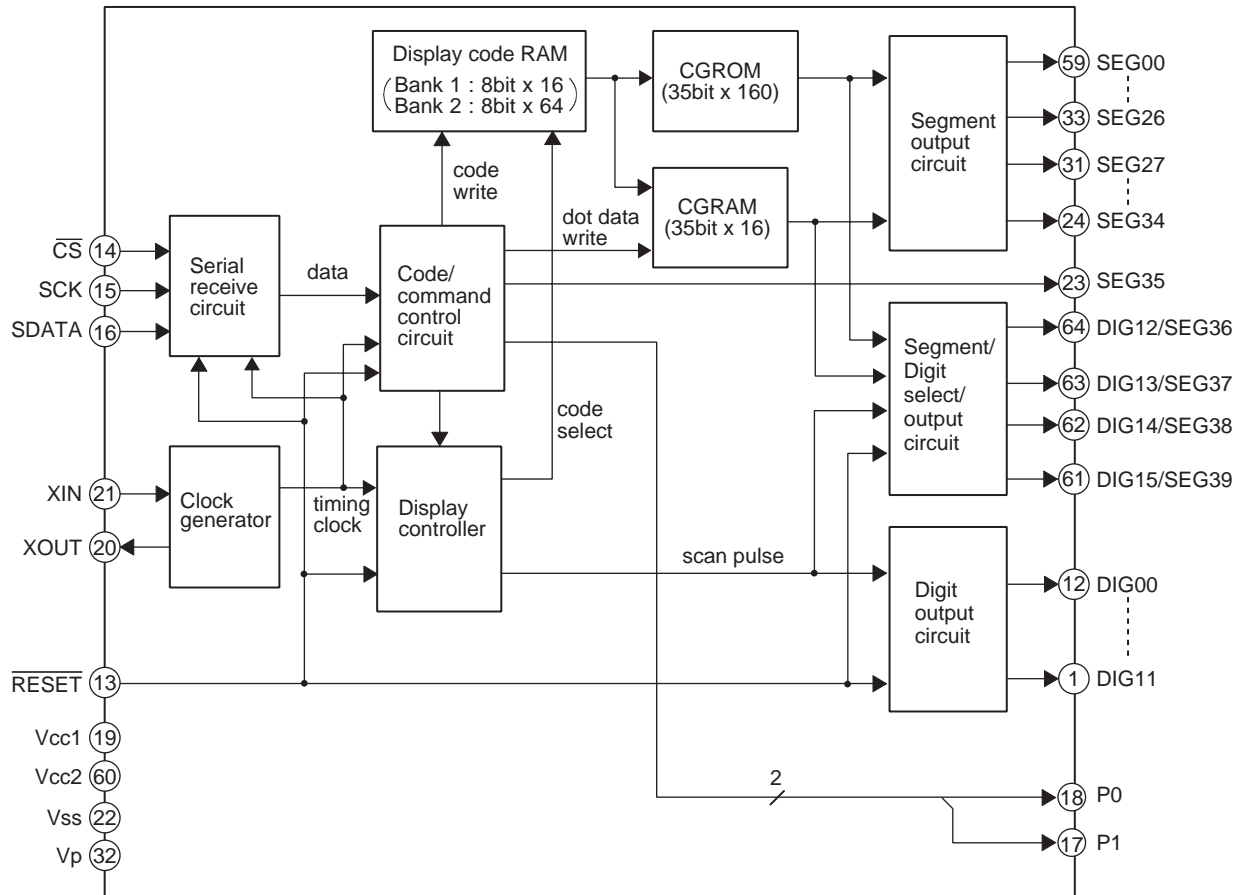 Display code RAM
( Bank 1 : 8bit x 16
Bank 2 : 8bit x 64 )
CGROM
(35bit x 160)
CGRAM
(35bit x 16)
Segment
output
circuit
59 SEG00
33 SEG26
31 SEG27
24 SEG34
code
write
dot data
write
CS 14
SCK 15
SDATA 16
Serial
receive
circuit
data
Code/
command
control
circuit
23 SEG35
Segment/
Digit
select/
output
circuit
64 DIG12/SEG36
63 DIG13/SEG37
62 DIG14/SEG38
61 DIG15/SEG39
code
select
XIN 21
XOUT 20
Clock
generator
timing
clock
Display
controller
scan pulse
Digit
output
circuit
12 DIG00
1 DIG11
RESET 13
Vcc1 19
Vcc2 60
Vss 22
Vp 32
2
18 P0
17 P1